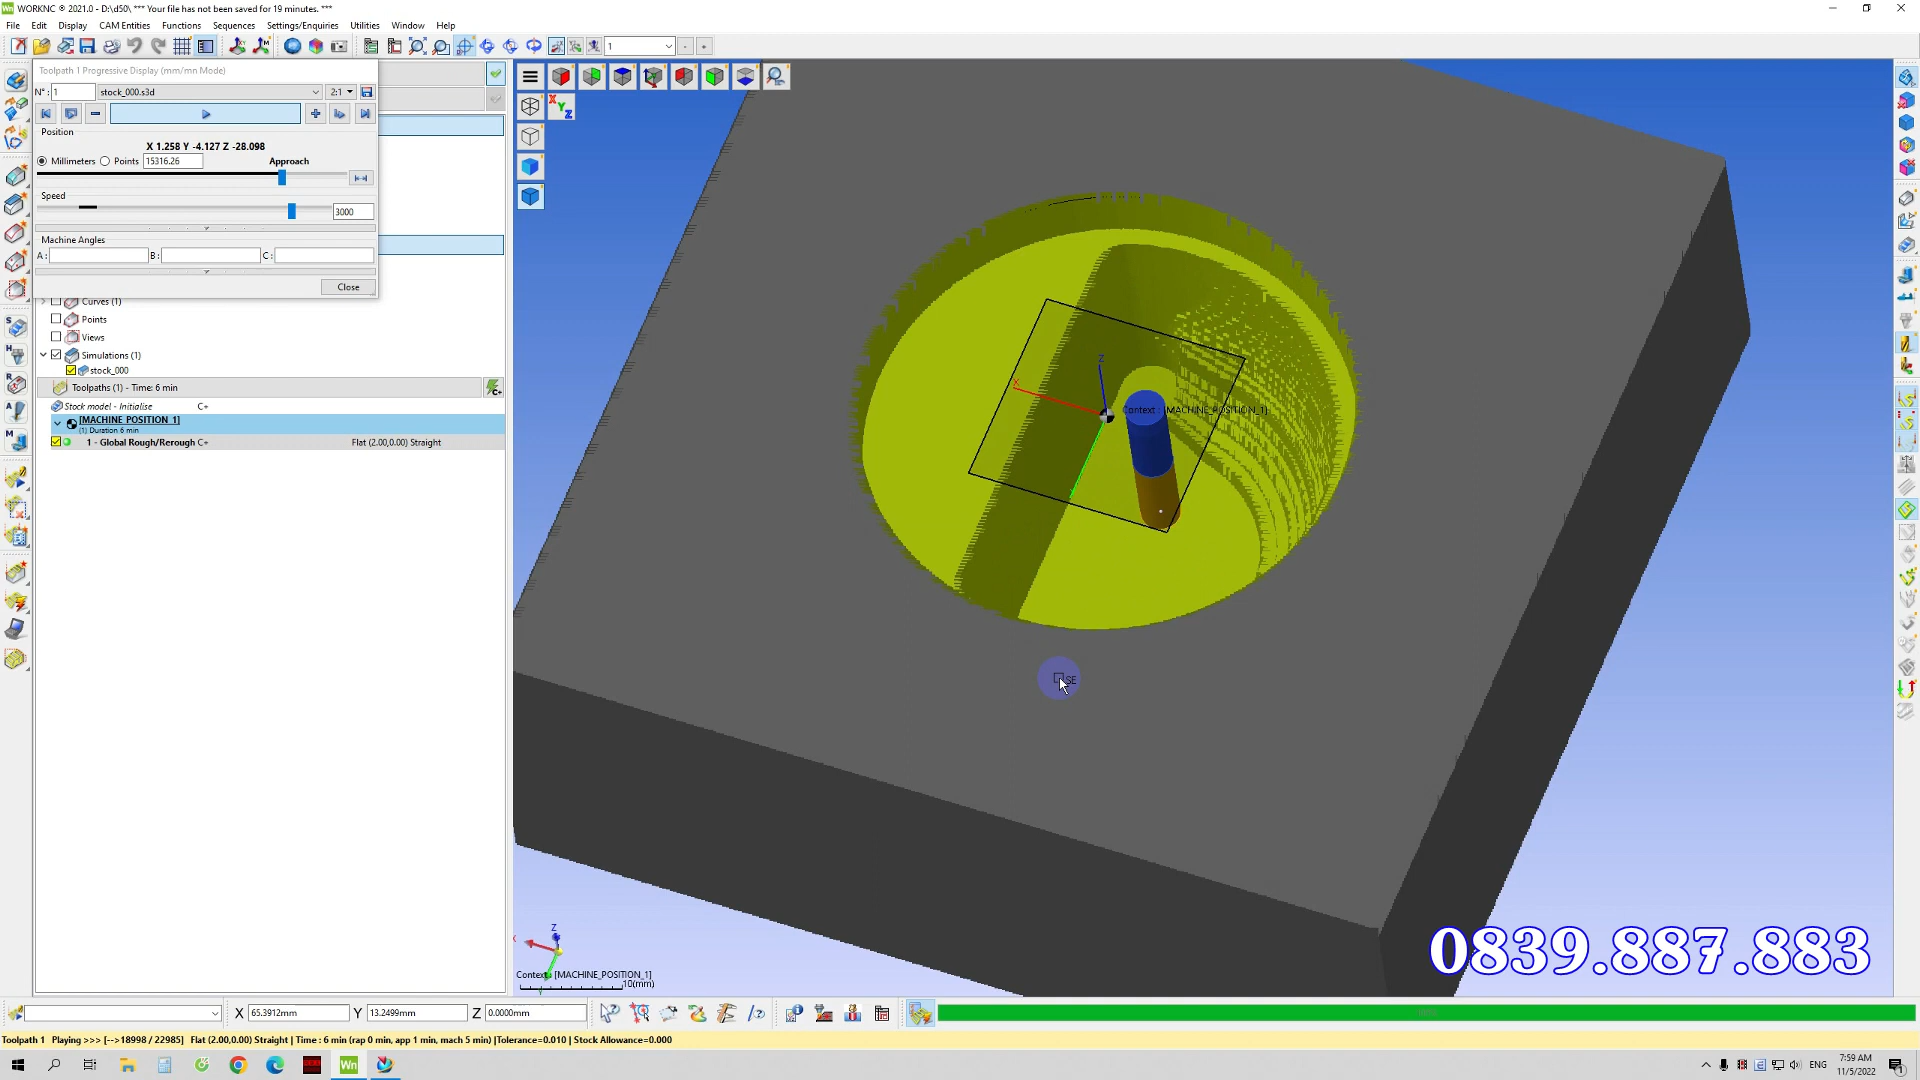 WORKNC ® 2021.0 - D:\d50\ *** Your file has not been saved for 19 minutes. ***
File Edit Display CAM Entities Functions Sequences Settings/Enquiries Utilities Window Help
1
Toolpath 1 Progressive Display (mm/mn Mode)
N° : 1 stock_000.s3d 2:1
Position
X 1.258 Y -4.127 Z -28.098
Millimeters Points 15316.26 Approach
Speed
3000
Machine Angles
A : B : C :
Close
Curves (1)
Points
Views
Simulations (1)
stock_000
Toolpaths (1) - Time: 6 min
Stock model - Initialise C+
[MACHINE_POSITION_1]
(1) Duration 6 min
1 - Global Rough/Rerough C+ Flat (2.00,0.00) Straight
X
Y
Z
Z
X
Context : [MACHINE_POSITION_1]
SE
Z
X
Context : [MACHINE_POSITION_1]
10(mm)
0839.887.883
X 65.3912mm Y 13.2499mm Z 0.0000mm
Toolpath 1 Playing >>> [-->18998 / 22985] Flat (2.00,0.00) Straight | Time : 6 min (rap 0 min, app 1 min, mach 5 min) |Tolerance=0.010 | Stock Allowance=0.000
Wn
ENG
7:59 AM
11/5/2022